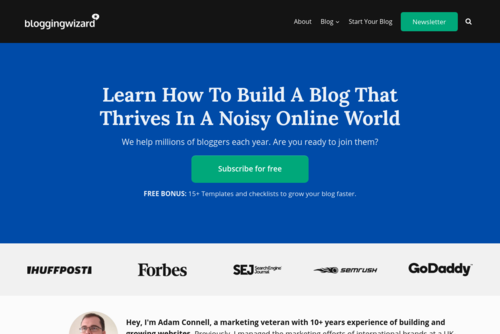 bloggingwizard
About
Blog
Start Your Blog
Newsletter
Learn How To Build A Blog That
Thrives In A Noisy Online World
We help millions of bloggers each year. Are you ready to join them?
Subscribe for free
FREE BONUS: 15+ Templates and checklists to grow your blog faster.
IHUFFPOSTI
Forbes
SEJ Search Engine
Journal
SEMRUSH
GoDaddy
Hey, I'm Adam Connell, a marketing veteran with 10+ years experience of building and
growing websites. Previously, I managed the marketing efforts of international brands at a UK